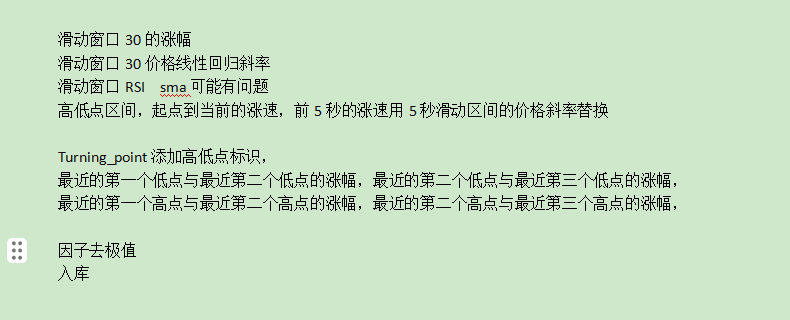 滑动窗口 30 的涨幅
滑动窗口 30 价格线性回归斜率
滑动窗口 RSI sma 可能有问题
高低点区间，起点到当前的涨速，前 5 秒的涨速用 5 秒滑动区间的价格斜率替换
Turning_point 添加高低点标识，
最近的第一个低点与最近第二个低点的涨幅，最近的第二个低点与最近第三个低点的涨幅，
最近的第一个高点与最近第二个高点的涨幅，最近的第二个高点与最近第三个高点的涨幅，
因子去极值
入库